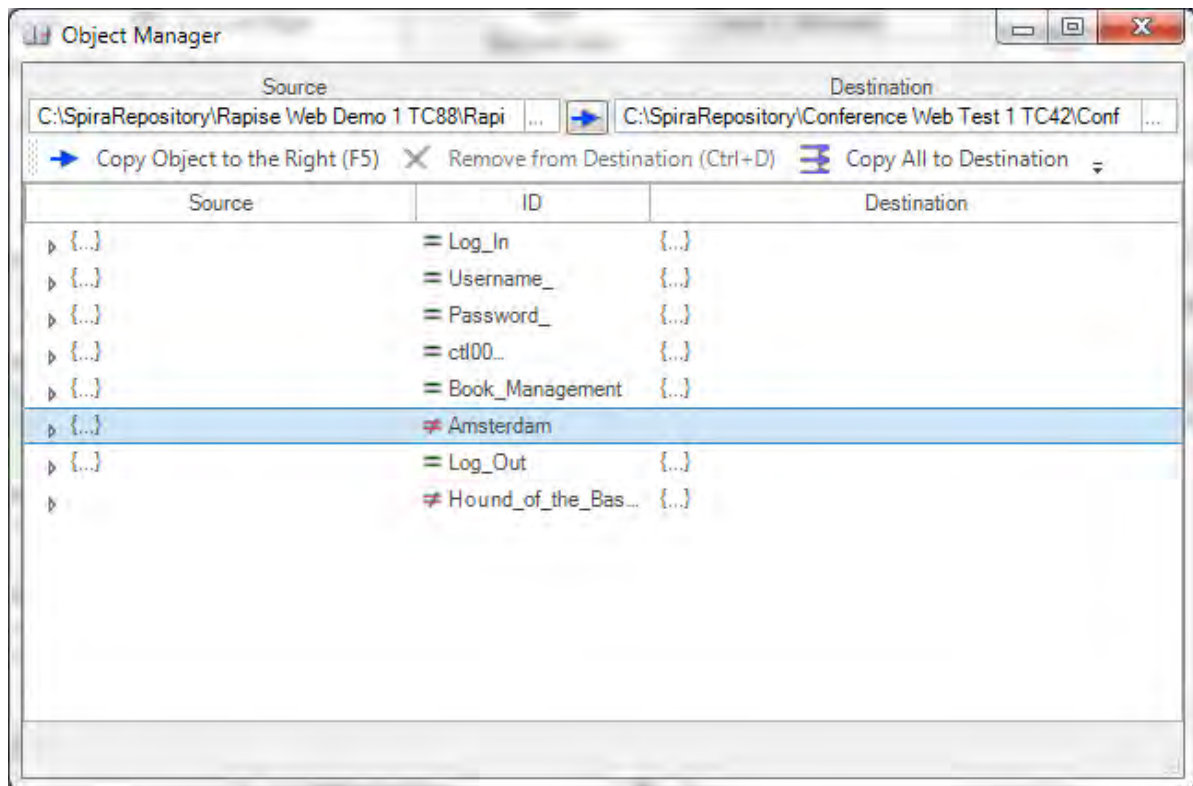 Object Manager
Source Destination
C:\SpiraRepository\Rapise Web Demo 1 TC88\Rapi ... C:\SpiraRepository\Conference Web Test 1 TC42\Conf ...
Copy Object to the Right (F5) Remove from Destination (Ctrl+D) Copy All to Destination
Source ID Destination
{...} = Log_In {...}
{...} = Username_ {...}
{...} = Password_ {...}
{...} = ctl00... {...}
{...} = Book_Management {...}
{...} ≠ Amsterdam
{...} = Log_Out {...}
≠ Hound_of_the_Bas... {...}